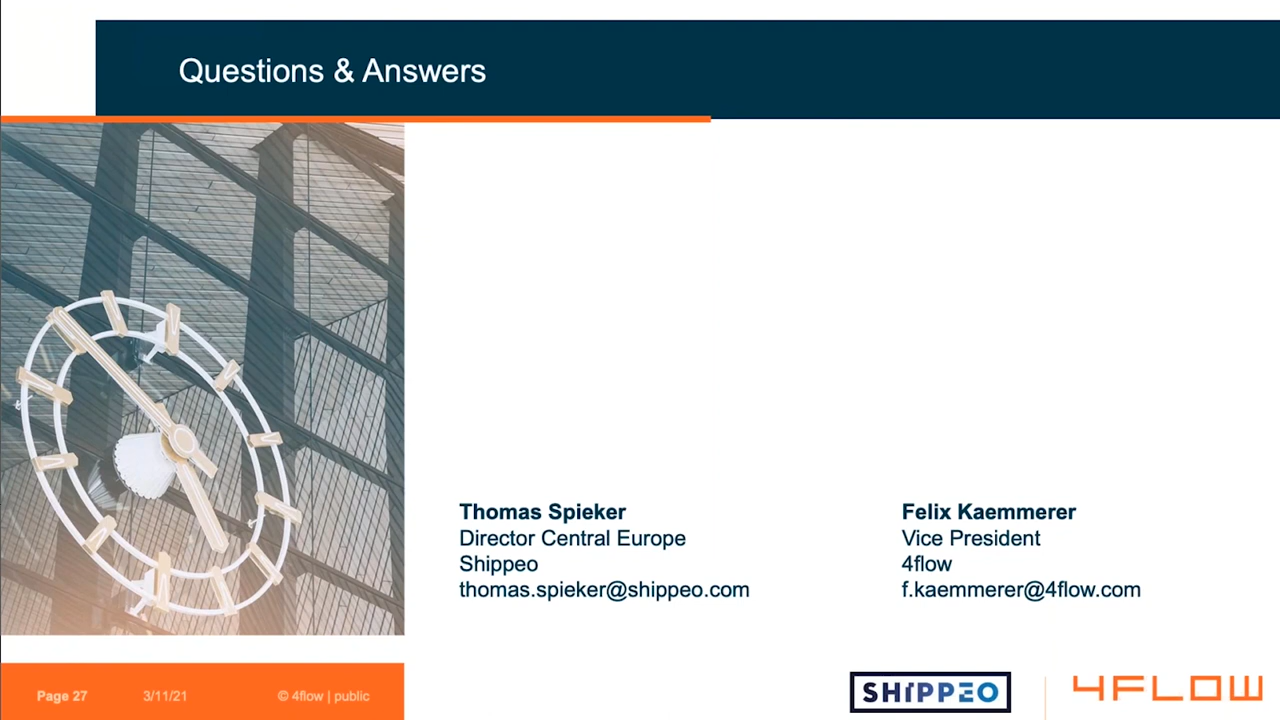 Questions & Answers
Thomas Spieker
Director Central Europe
Shippeo
thomas.spieker@shippeo.com
Felix Kaemmerer
Vice President
4flow
f.kaemmerer@4flow.com
Page 27 3/11/21 © 4flow | public
SHIPPEO
4FLOW